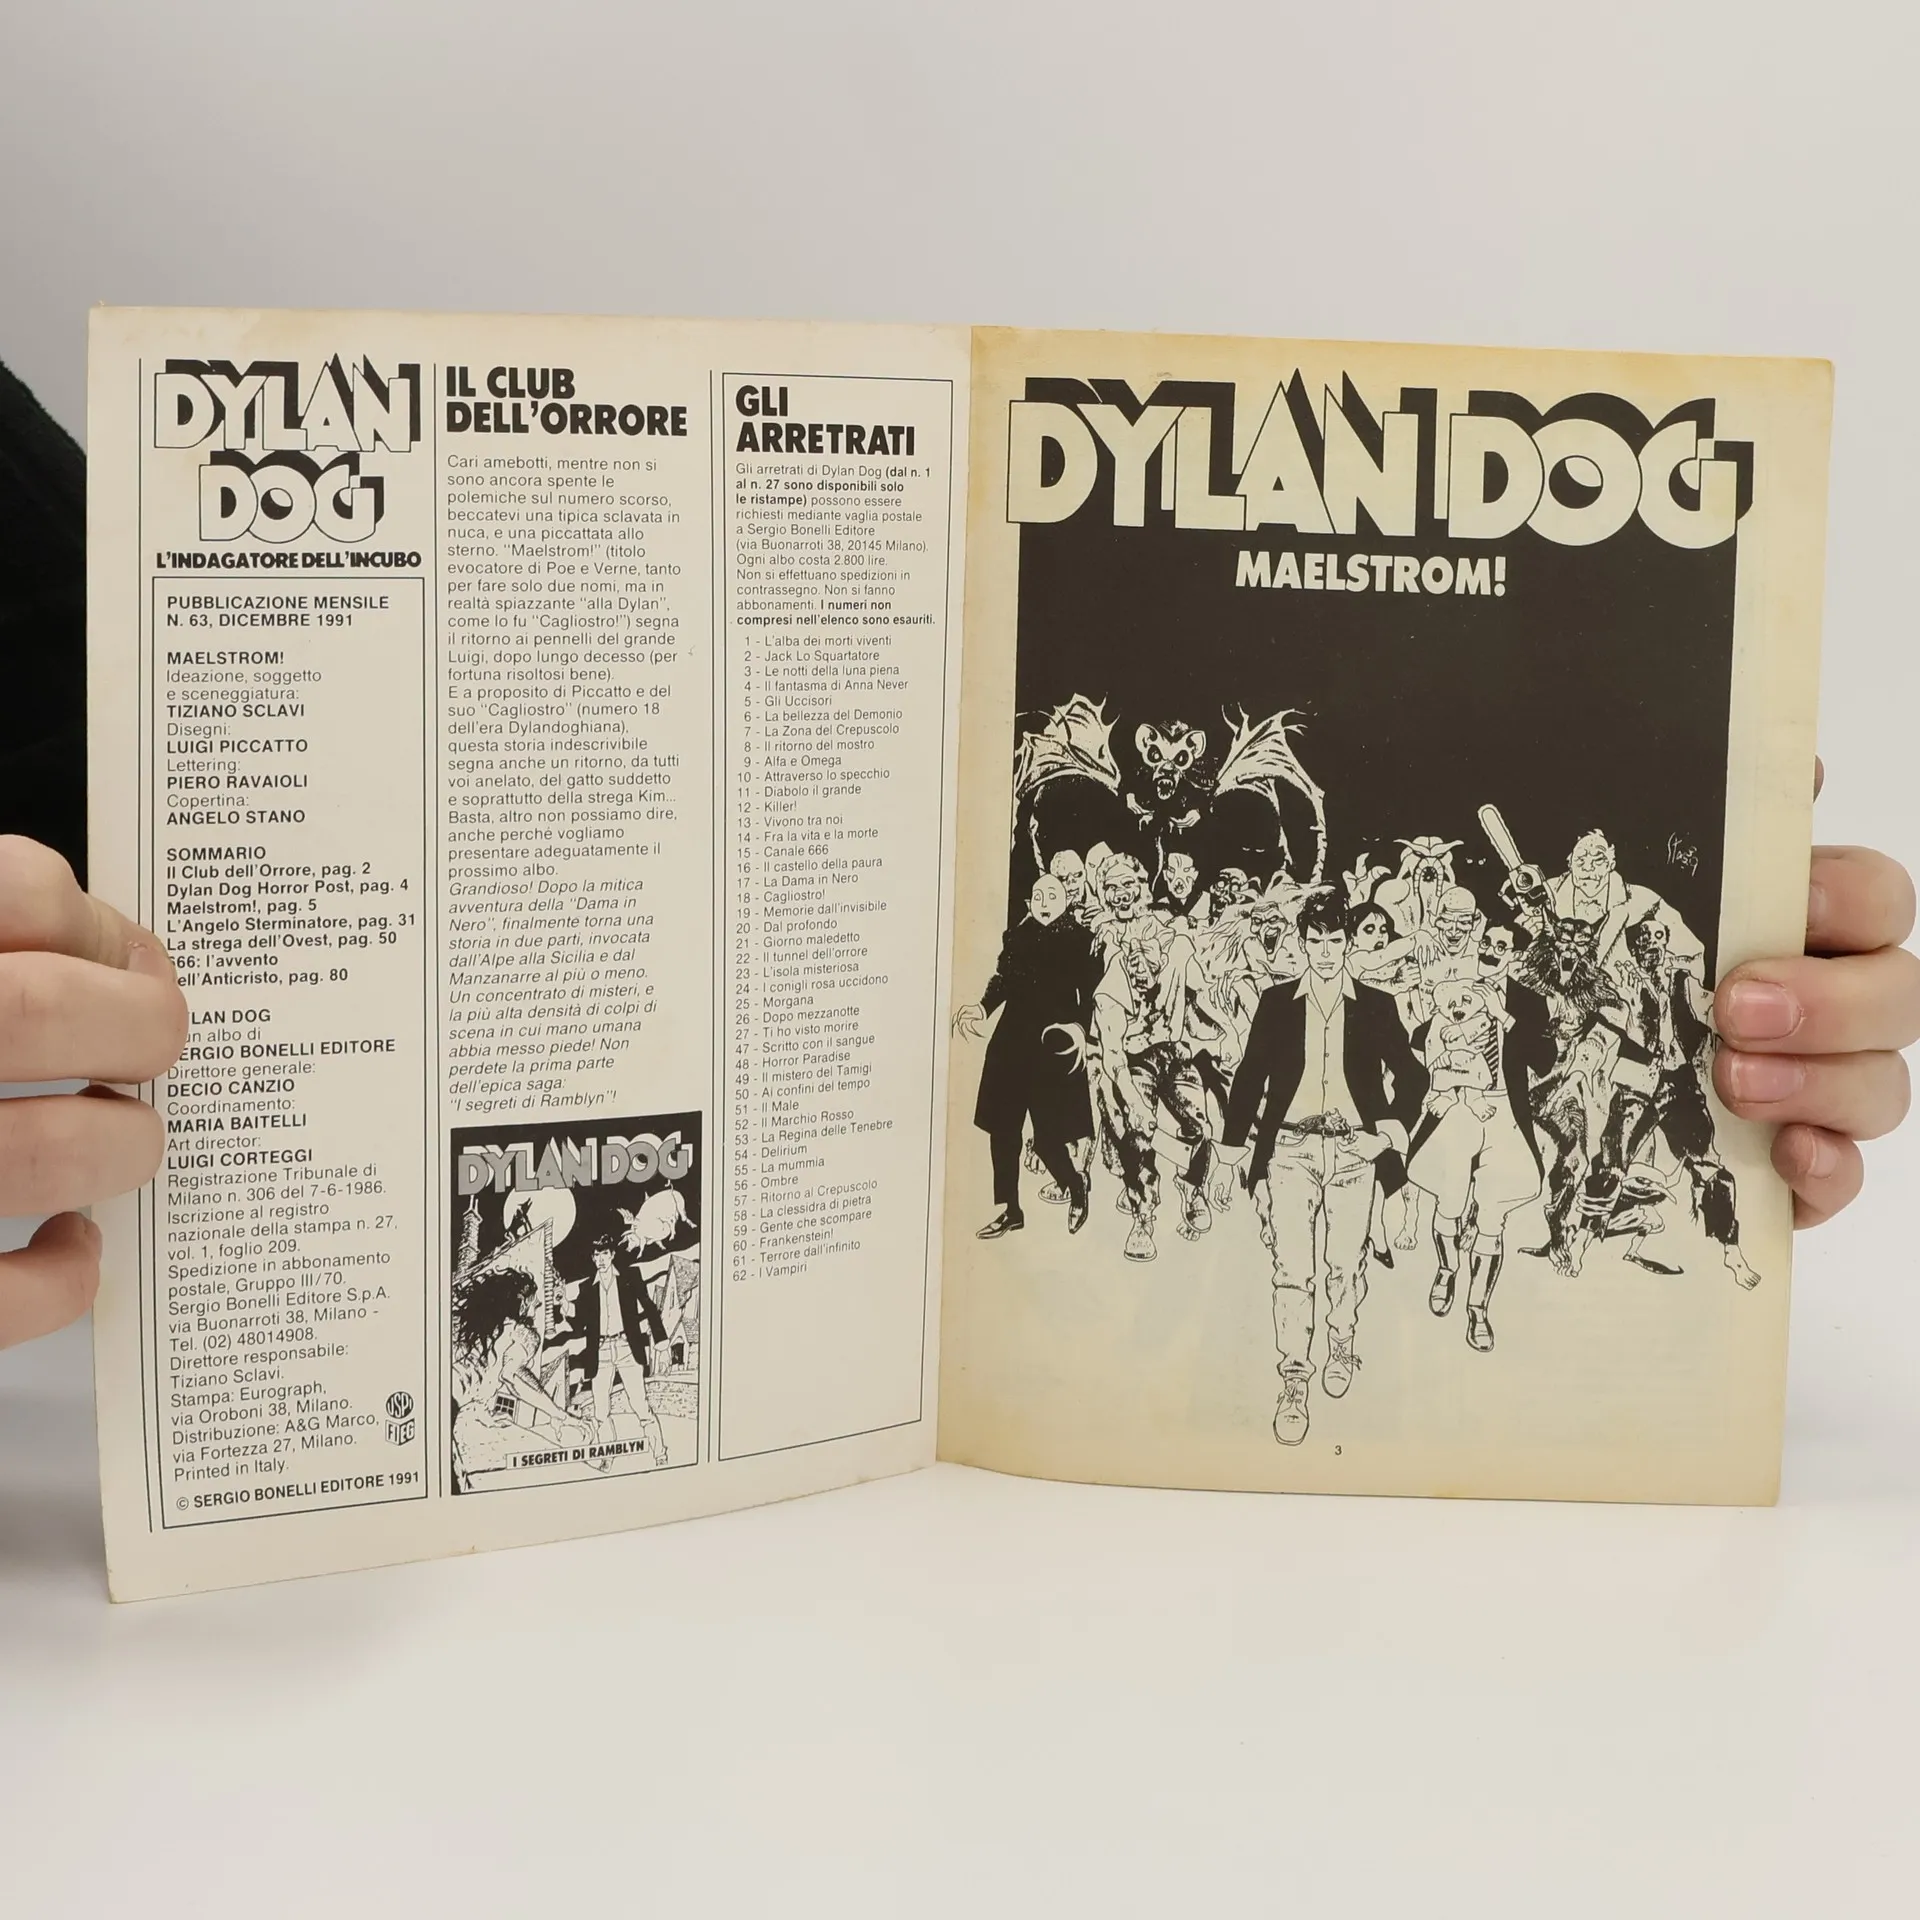 DYLAN
DOG
L'INDAGATORE DELL'INCUBO
PUBBLICAZIONE MENSILE
N. 63, DICEMBRE 1991
MAELSTROM!
Ideazione, soggetto
e sceneggiatura:
TIZIANO SCLAVI
Disegni:
LUIGI PICCATTO
Lettering:
PIERO RAVAIOLI
Copertina:
ANGELO STANO
SOMMARIO
Il Club dell'Orrore, pag. 2
Dylan Dog Horror Post, pag. 4
Maelstrom!, pag. 5
L'Angelo Sterminatore, pag. 31
La strega dell'Ovest, pag. 50
666: l'avvento
ell'Anticristo, pag. 80
LAN DOG
un albo di
ERGIO BONELLI EDITORE
Direttore generale:
DECIO CANZIO
Coordinamento:
MARIA BAITELLI
Art director:
LUIGI CORTEGGI
Registrazione Tribunale di
Milano n. 306 del 7-6-1986.
Iscrizione al registro
nazionale della stampa n. 27,
vol. 1, foglio 209.
Spedizione in abbonamento
postale, Gruppo III/70.
Sergio Bonelli Editore S.p.A.
via Buonarroti 38, Milano -
Tel. (02) 48014908.
Direttore responsabile:
Tiziano Sclavi.
Stampa: Eurograph,
via Oroboni 38, Milano.
Distribuzione: A&G Marco,
via Fortezza 27, Milano.
Printed in Italy.
USPI
FIEG
© SERGIO BONELLI EDITORE 1991
IL CLUB
DELL'ORRORE
Cari amebotti, mentre non si
sono ancora spente le
polemiche sul numero scorso,
beccatevi una tipica sclavata in
nuca, e una piccattata allo
sterno. "Maelstrom!" (titolo
evocatore di Poe e Verne, tanto
per fare solo due nomi, ma in
realtà spiazzante "alla Dylan",
come lo fu "Cagliostro!") segna
il ritorno ai pennelli del grande
Luigi, dopo lungo decesso (per
fortuna risoltosi bene).
E a proposito di Piccatto e del
suo "Cagliostro" (numero 18
dell'era Dylandoghiana),
questa storia indescrivibile
segna anche un ritorno, da tutti
voi anelato, del gatto suddetto
e soprattutto della strega Kim...
Basta, altro non possiamo dire,
anche perché vogliamo
presentare adeguatamente il
prossimo albo.
Grandioso! Dopo la mitica
avventura della "Dama in
Nero", finalmente torna una
storia in due parti, invocata
dall'Alpe alla Sicilia e dal
Manzanarre al più o meno.
Un concentrato di misteri, e
la più alta densità di colpi di
scena in cui mano umana
abbia messo piede! Non
perdete la prima parte
dell'epica saga:
"I segreti di Ramblyn"!
DYLAN DOG
I SEGRETI DI RAMBLYN
GLI
ARRETRATI
Gli arretrati di Dylan Dog (dal n. 1
al n. 27 sono disponibili solo
le ristampe) possono essere
richiesti mediante vaglia postale
a Sergio Bonelli Editore
(via Buonarroti 38, 20145 Milano).
Ogni albo costa 2.800 lire.
Non si effettuano spedizioni in
contrassegno. Non si fanno
abbonamenti. I numeri non
compresi nell'elenco sono esauriti.
1 - L'alba dei morti viventi
2 - Jack Lo Squartatore
3 - Le notti della luna piena
4 - Il fantasma di Anna Never
5 - Gli Uccisori
6 - La bellezza del Demonio
7 - La Zona del Crepuscolo
8 - Il ritorno del mostro
9 - Alfa e Omega
10 - Attraverso lo specchio
11 - Diabolo il grande
12 - Killer!
13 - Vivono tra noi
14 - Fra la vita e la morte
15 - Canale 666
16 - Il castello della paura
17 - La Dama in Nero
18 - Cagliostro!
19 - Memorie dall'invisibile
20 - Dal profondo
21 - Giorno maledetto
22 - Il tunnel dell'orrore
23 - L'isola misteriosa
24 - I conigli rosa uccidono
25 - Morgana
26 - Dopo mezzanotte
27 - Ti ho visto morire
47 - Scritto con il sangue
48 - Horror Paradise
49 - Il mistero del Tamigi
50 - Ai confini del tempo
51 - Il Male
52 - Il Marchio Rosso
53 - La Regina delle Tenebre
54 - Delirium
55 - La mummia
56 - Ombre
57 - Ritorno al Crepuscolo
58 - La clessidra di pietra
59 - Gente che scompare
60 - Frankenstein!
61 - Terrore dall'infinito
62 - I Vampiri
DYLAN DOG
MAELSTROM!
3